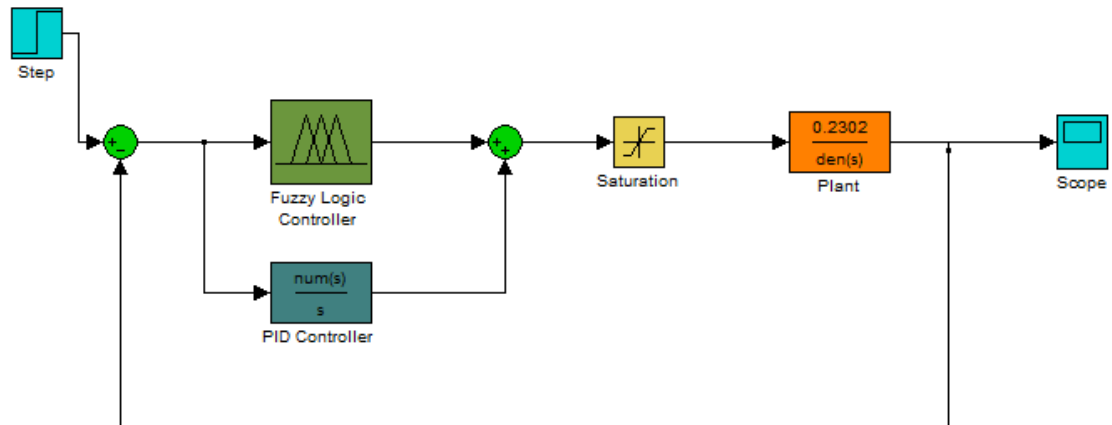 Step
+
−
Fuzzy Logic
Controller
+
+
Saturation
0.2302
den(s)
Plant
Scope
num(s)
s
PID Controller